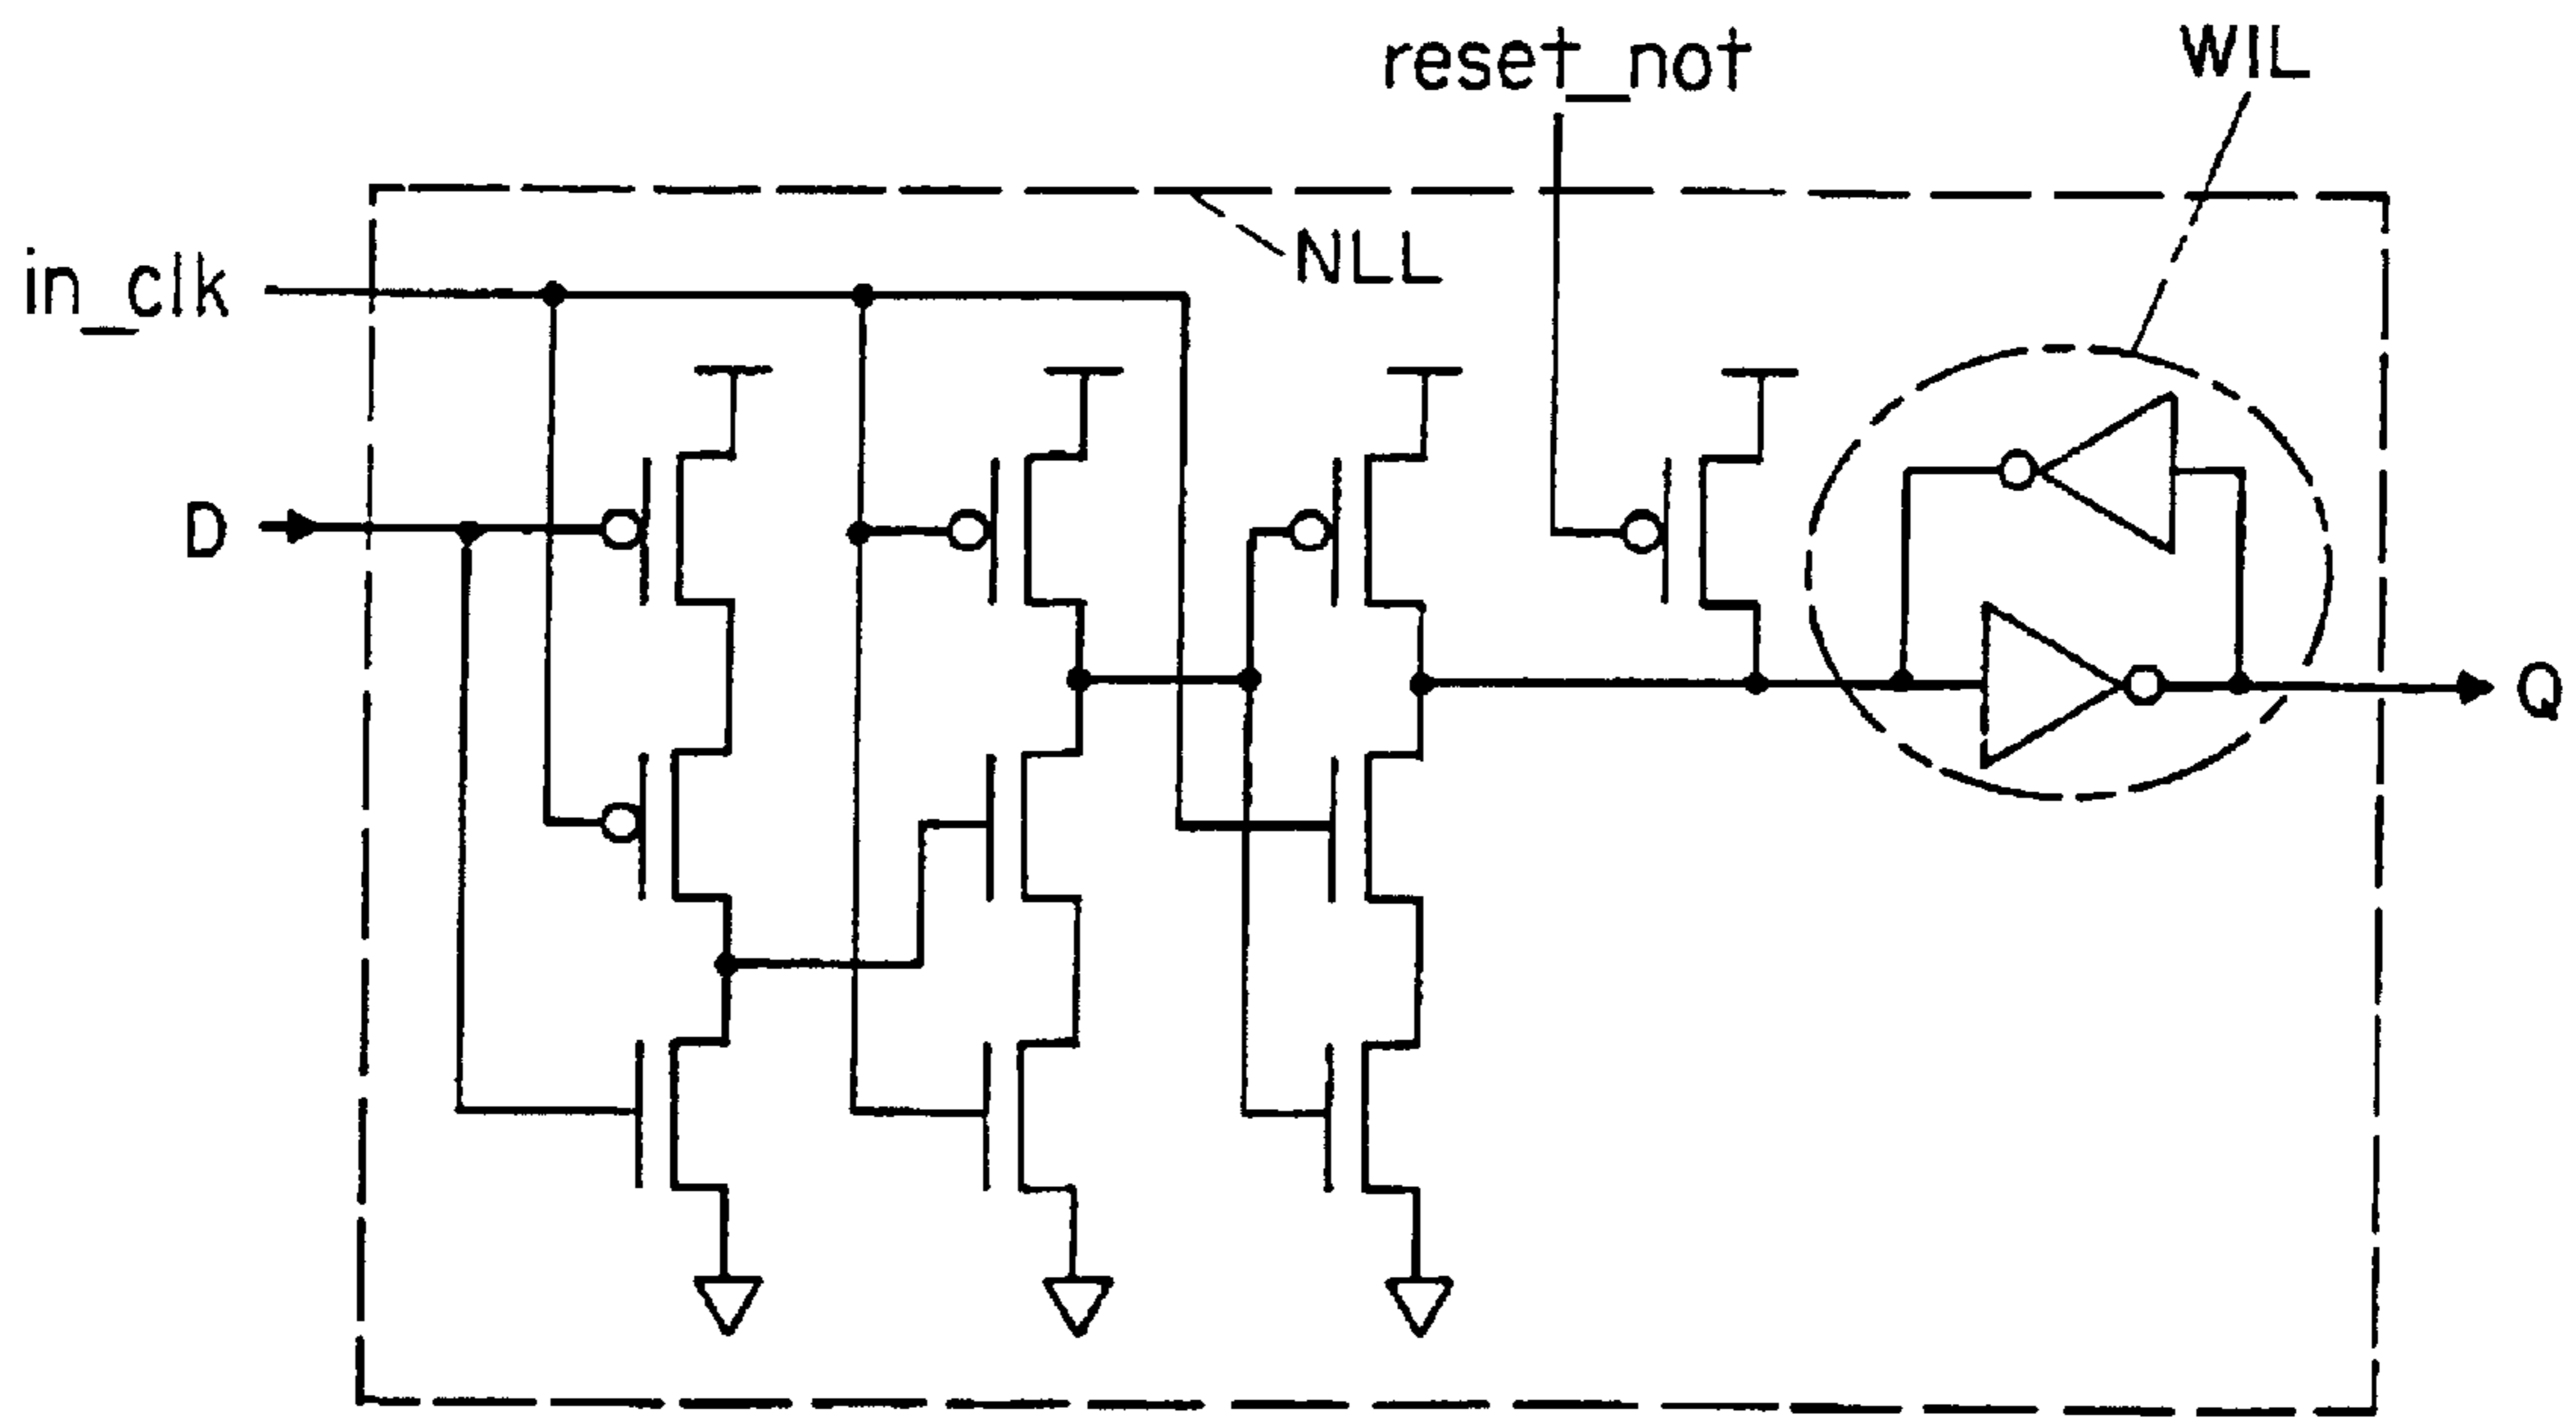 reset_not
WIL
NLL
in_clk
D
Q